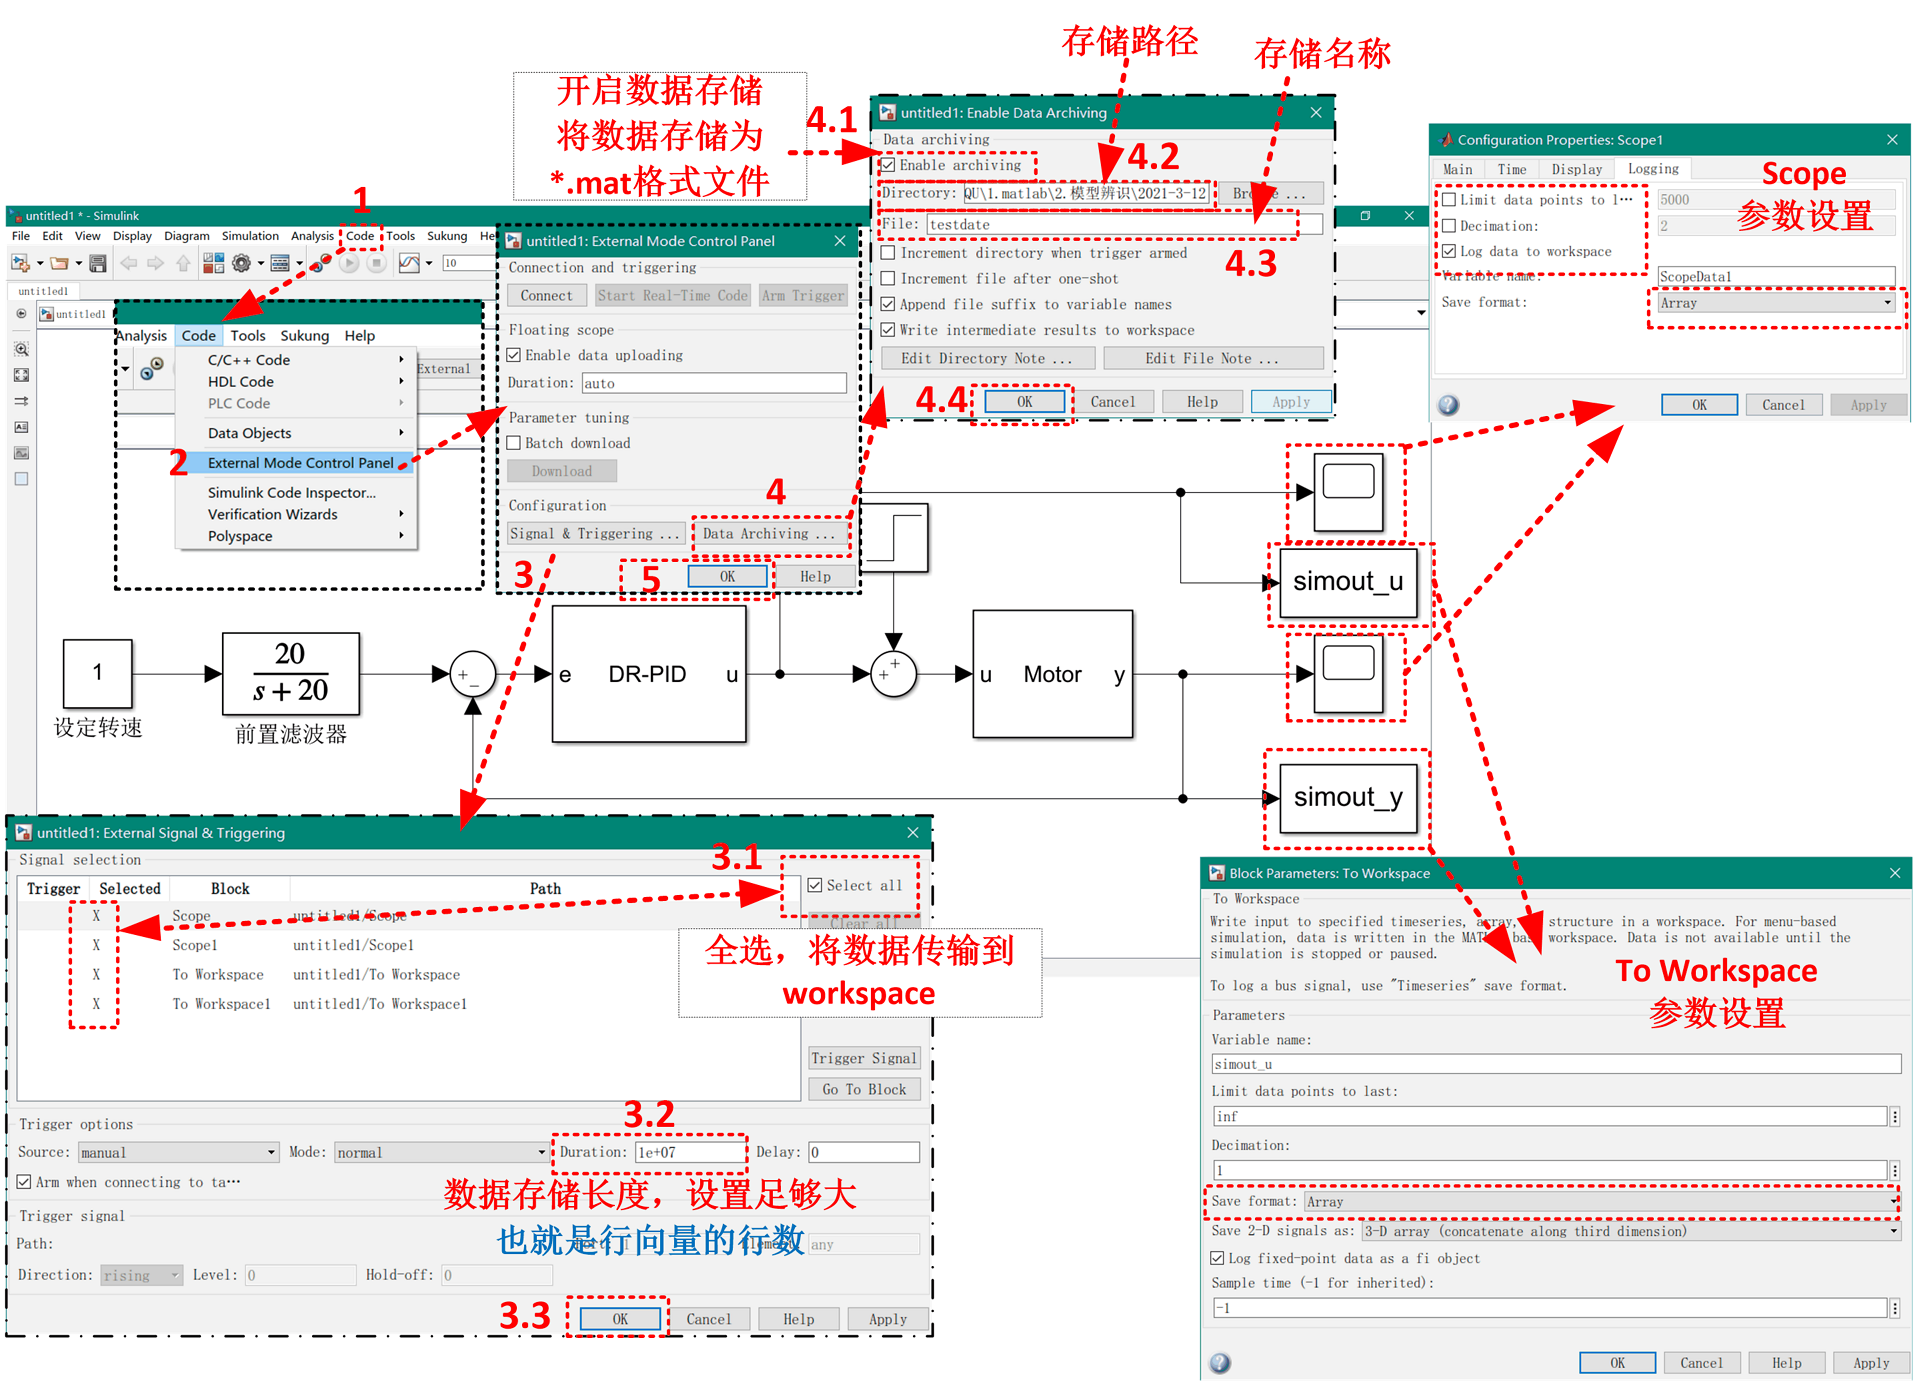 存储路径
存储名称
开启数据存储
将数据存储为
*.mat格式文件
4.1
untitled1: Enable Data Archiving
Data archiving
Enable archiving
4.2
Directory: QU\1.matlab\2.模型辨识\2021-3-12
File: testdate
4.3
Increment directory when trigger armed
Increment file after one-shot
Append file suffix to variable names
Write intermediate results to workspace
Edit Directory Note ... Edit File Note ...
4.4
OK Cancel Help Apply
Configuration Properties: Scope1
Main Time Display Logging
Scope
参数设置
Limit data points to l··· 5000
Decimation: 2
Log data to workspace
Variable name: ScopeData1
Save format: Array
OK Cancel Apply
1
untitled1 * - Simulink
File Edit View Display Diagram Simulation Analysis Code Tools Sukung He
10
untitled1
untitled1
Analysis Code Tools Sukung Help
External
C/C++ Code
HDL Code
PLC Code
Data Objects
2
External Mode Control Panel
Simulink Code Inspector...
Verification Wizards
Polyspace
untitled1: External Mode Control Panel
Connection and triggering
Connect Start Real-Time Code Arm Trigger
Floating scope
Enable data uploading
Duration: auto
Parameter tuning
Batch download
Download
Configuration
4
Signal & Triggering ... Data Archiving ...
3
5
OK Help
1
设定转速
20
s + 20
前置滤波器
+
−
e DR-PID u
+
+
u Motor y
simout_u
simout_y
untitled1: External Signal & Triggering
Signal selection
3.1
Trigger Selected Block Path
Select all
X Scope untitled1/Scope
Clear all
X Scope1 untitled1/Scope1
X To Workspace untitled1/To Workspace
X To Workspace1 untitled1/To Workspace1
全选，将数据传输到
workspace
Trigger Signal
Go To Block
3.2
Trigger options
Source: manual Mode: normal Duration: 1e+07 Delay: 0
Arm when connecting to ta···
数据存储长度，设置足够大
Trigger signal
也就是行向量的行数
Path: any
Direction: rising Level: 0 Hold-off: 0
3.3
OK Cancel Help Apply
Block Parameters: To Workspace
To Workspace
Write input to specified timeseries, array, structure in a workspace. For menu-based
simulation, data is written in the workspace. Data is not available until the
simulation is stopped or paused.
To Workspace
参数设置
To log a bus signal, use "Timeseries" save format.
Parameters
Variable name:
simout_u
Limit data points to last:
inf
Decimation:
1
Save format: Array
Save 2-D signals as: 3-D array (concatenate along third dimension)
Log fixed-point data as a fi object
Sample time (-1 for inherited):
-1
OK Cancel Help Apply